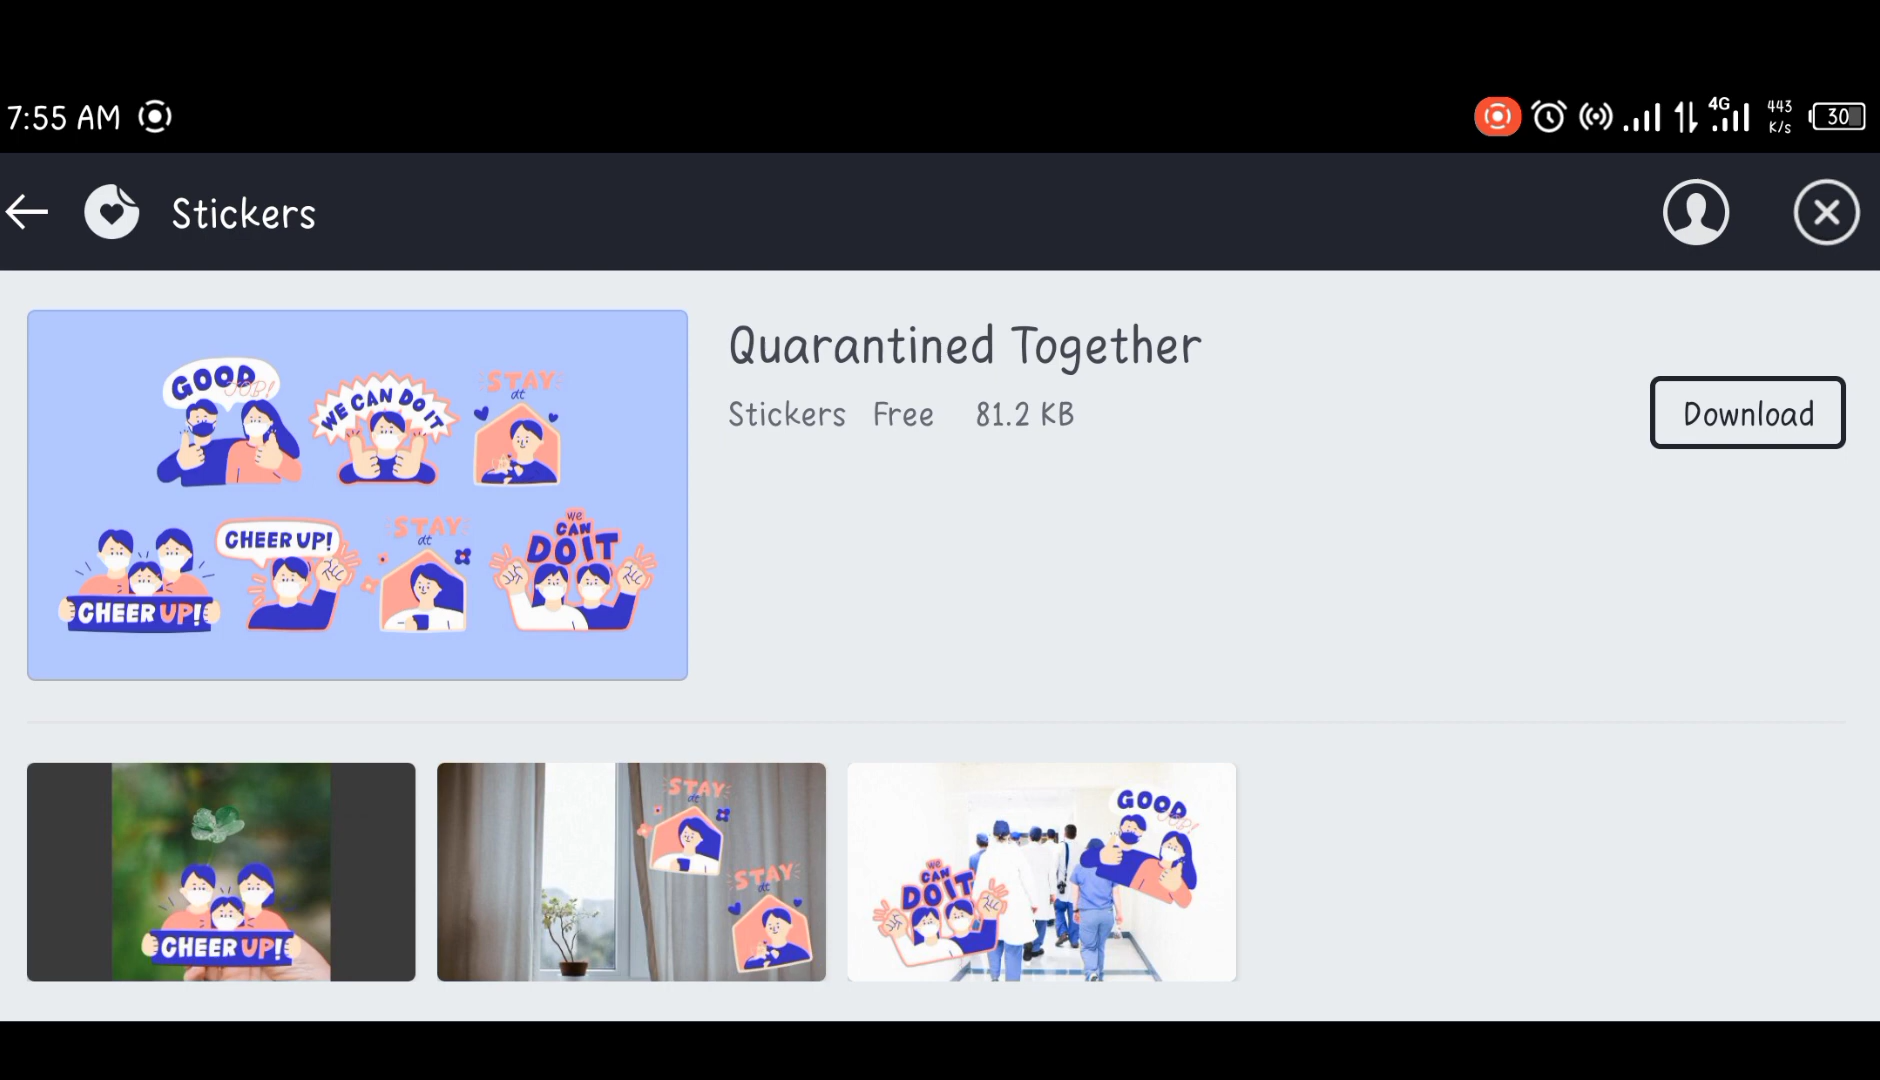 7:55 AM
4G
443
K/s
30
Stickers
Quarantined Together
Stickers Free 81.2 KB
Download
GOOD
JOB!
WE CAN DO IT
STAY
at
CHEER UP!
CHEER UP!
STAY
at
We
CAN
DO IT
CHEER UP!
STAY
at
STAY
at
We
CAN
DO IT
GOOD
JOB!